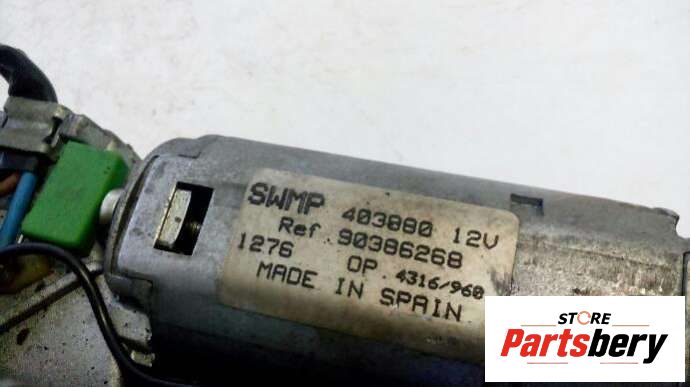 SWMP 403880 12V
Ref 90386268
1276 OP 4316/960
MADE IN SPAIN
STORE
Partsbery